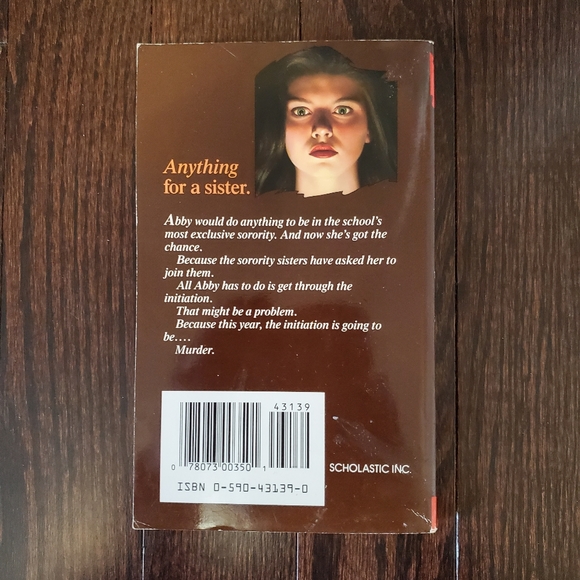 Anything
for a sister.
Abby would do anything to be in the school's
most exclusive sorority. And now she's got the
chance.
Because the sorority sisters have asked her to
join them.
All Abby has to do is get through the
initiation.
That might be a problem.
Because this year, the initiation is going to
be....
Murder.
43139
0 78073 00350 1
SCHOLASTIC INC.
ISBN 0-590-43139-0